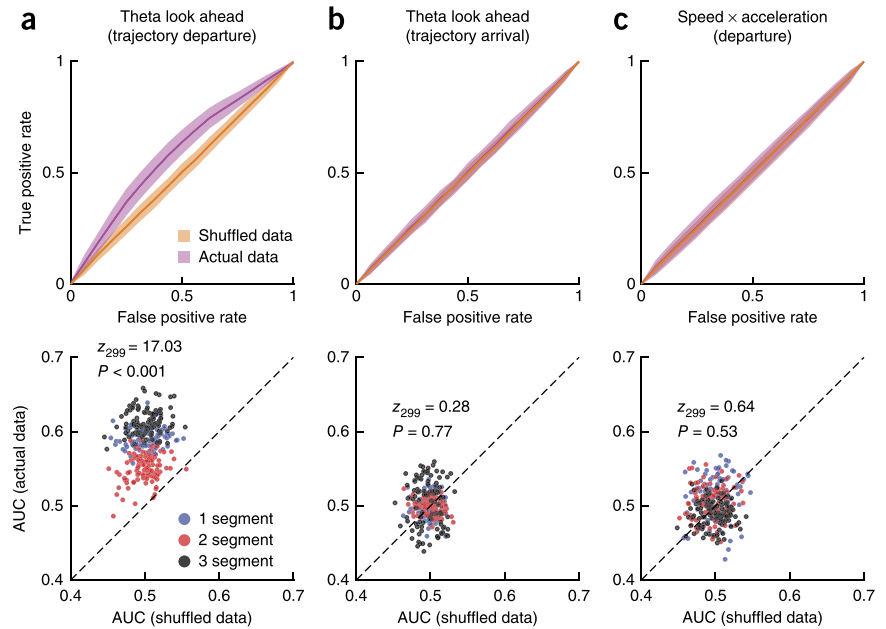 a
Theta look ahead
(trajectory departure)
b
Theta look ahead
(trajectory arrival)
c
Speed × acceleration
(departure)
True positive rate
1
0.5
0
Shuffled data
Actual data
0
0.5
1
False positive rate
1
0.5
0
0
0.5
1
False positive rate
1
0.5
0
0
0.5
1
False positive rate
AUC (actual data)
0.7
0.6
0.5
0.4
z299 = 17.03
P < 0.001
1 segment
2 segment
3 segment
0.4
0.5
0.6
0.7
AUC (shuffled data)
0.7
0.6
0.5
0.4
z299 = 0.28
P = 0.77
0.4
0.5
0.6
0.7
AUC (shuffled data)
0.7
0.6
0.5
0.4
z299 = 0.64
P = 0.53
0.4
0.5
0.6
0.7
AUC (shuffled data)